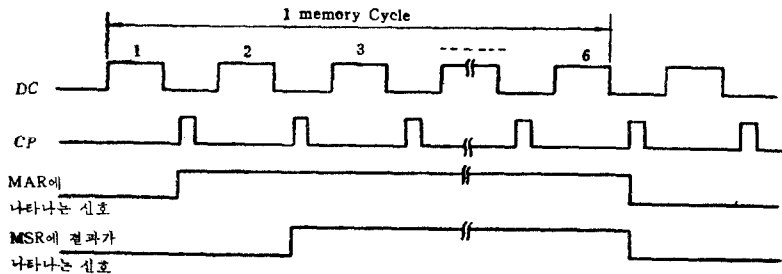 1 memory Cycle
1 2 3 6
DC
CP
MAR에
나타나는 신호
MSR에 결과가
나타나는 신호